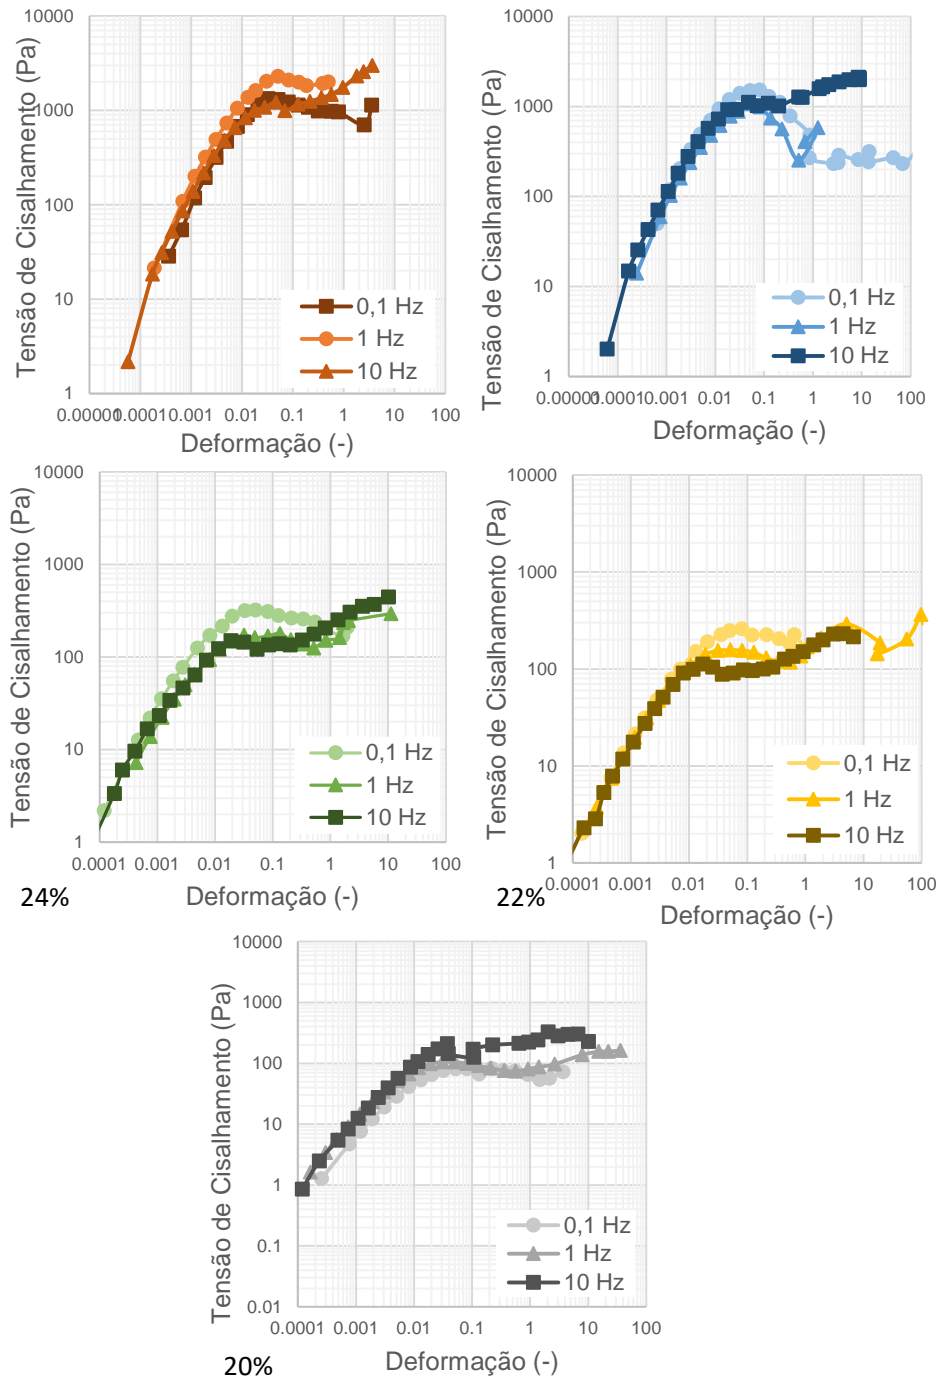 Tensão de Cisalhamento (Pa)
10000
1000
100
10
1
0.00001 0.0001 0.001 0.01 0.1 1 10 100
Deformação (-)
0,1 Hz
1 Hz
10 Hz
Tensão de Cisalhamento (Pa)
10000
1000
100
10
1
0.00001 0.0001 0.001 0.01 0.1 1 10 100
Deformação (-)
0,1 Hz
1 Hz
10 Hz
Tensão de Cisalhamento (Pa)
10000
1000
100
10
1
0.0001 0.001 0.01 0.1 1 10 100
Deformação (-)
0,1 Hz
1 Hz
10 Hz
24%
Tensão de Cisalhamento (Pa)
10000
1000
100
10
1
0.0001 0.001 0.01 0.1 1 10 100
Deformação (-)
0,1 Hz
1 Hz
10 Hz
22%
Tensão de Cisalhamento (Pa)
10000
1000
100
10
1
0.1
0.01
0.0001 0.001 0.01 0.1 1 10 100
Deformação (-)
0,1 Hz
1 Hz
10 Hz
20%